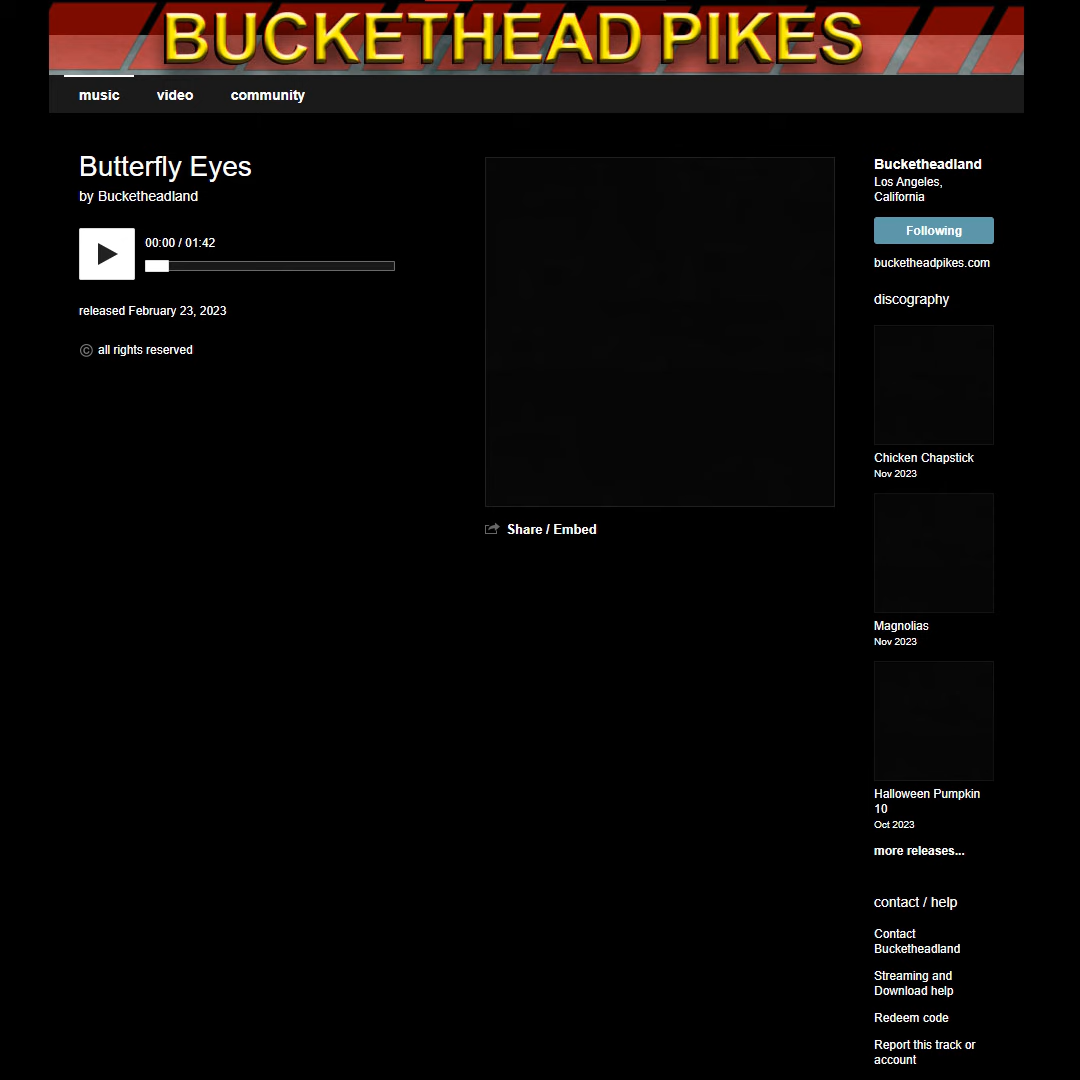 BUCKETHEAD PIKES
music video community
Butterfly Eyes
by Bucketheadland
00:00 / 01:42
released February 23, 2023
© all rights reserved
Share / Embed
Bucketheadland
Los Angeles,
California
Following
bucketheadpikes.com
discography
Chicken Chapstick
Nov 2023
Magnolias
Nov 2023
Halloween Pumpkin
10
Oct 2023
more releases...
contact / help
Contact
Bucketheadland
Streaming and
Download help
Redeem code
Report this track or
account